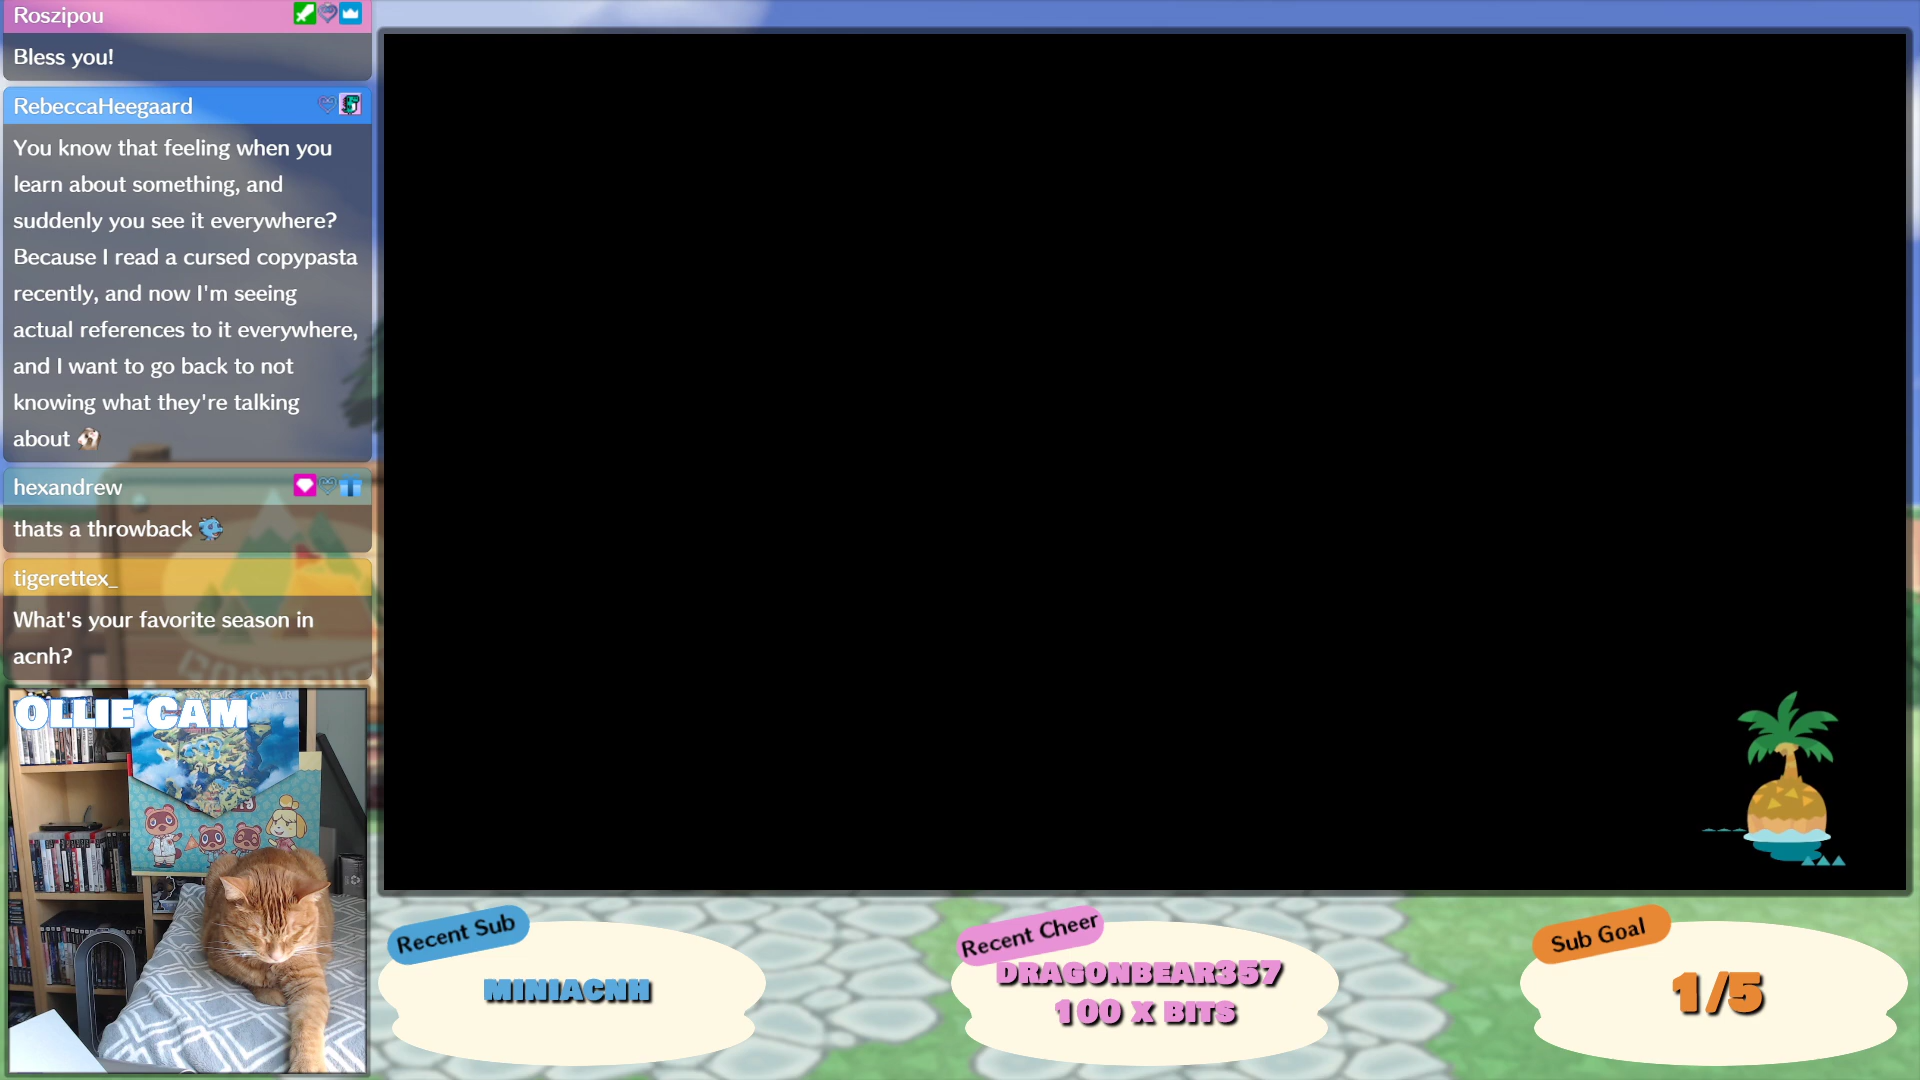 Roszipou
Bless you!
RebeccaHeegaard
You know that feeling when you
learn about something, and
suddenly you see it everywhere?
Because I read a cursed copypasta
recently, and now I'm seeing
actual references to it everywhere,
and I want to go back to not
knowing what they're talking
about
hexandrew
thats a throwback
tigerettex_
What's your favorite season in
acnh?
OLLIE CAM
Recent Sub
MINIACNH
Recent Cheer
DRAGONBEAR357
100 X BITS
Sub Goal
1/5